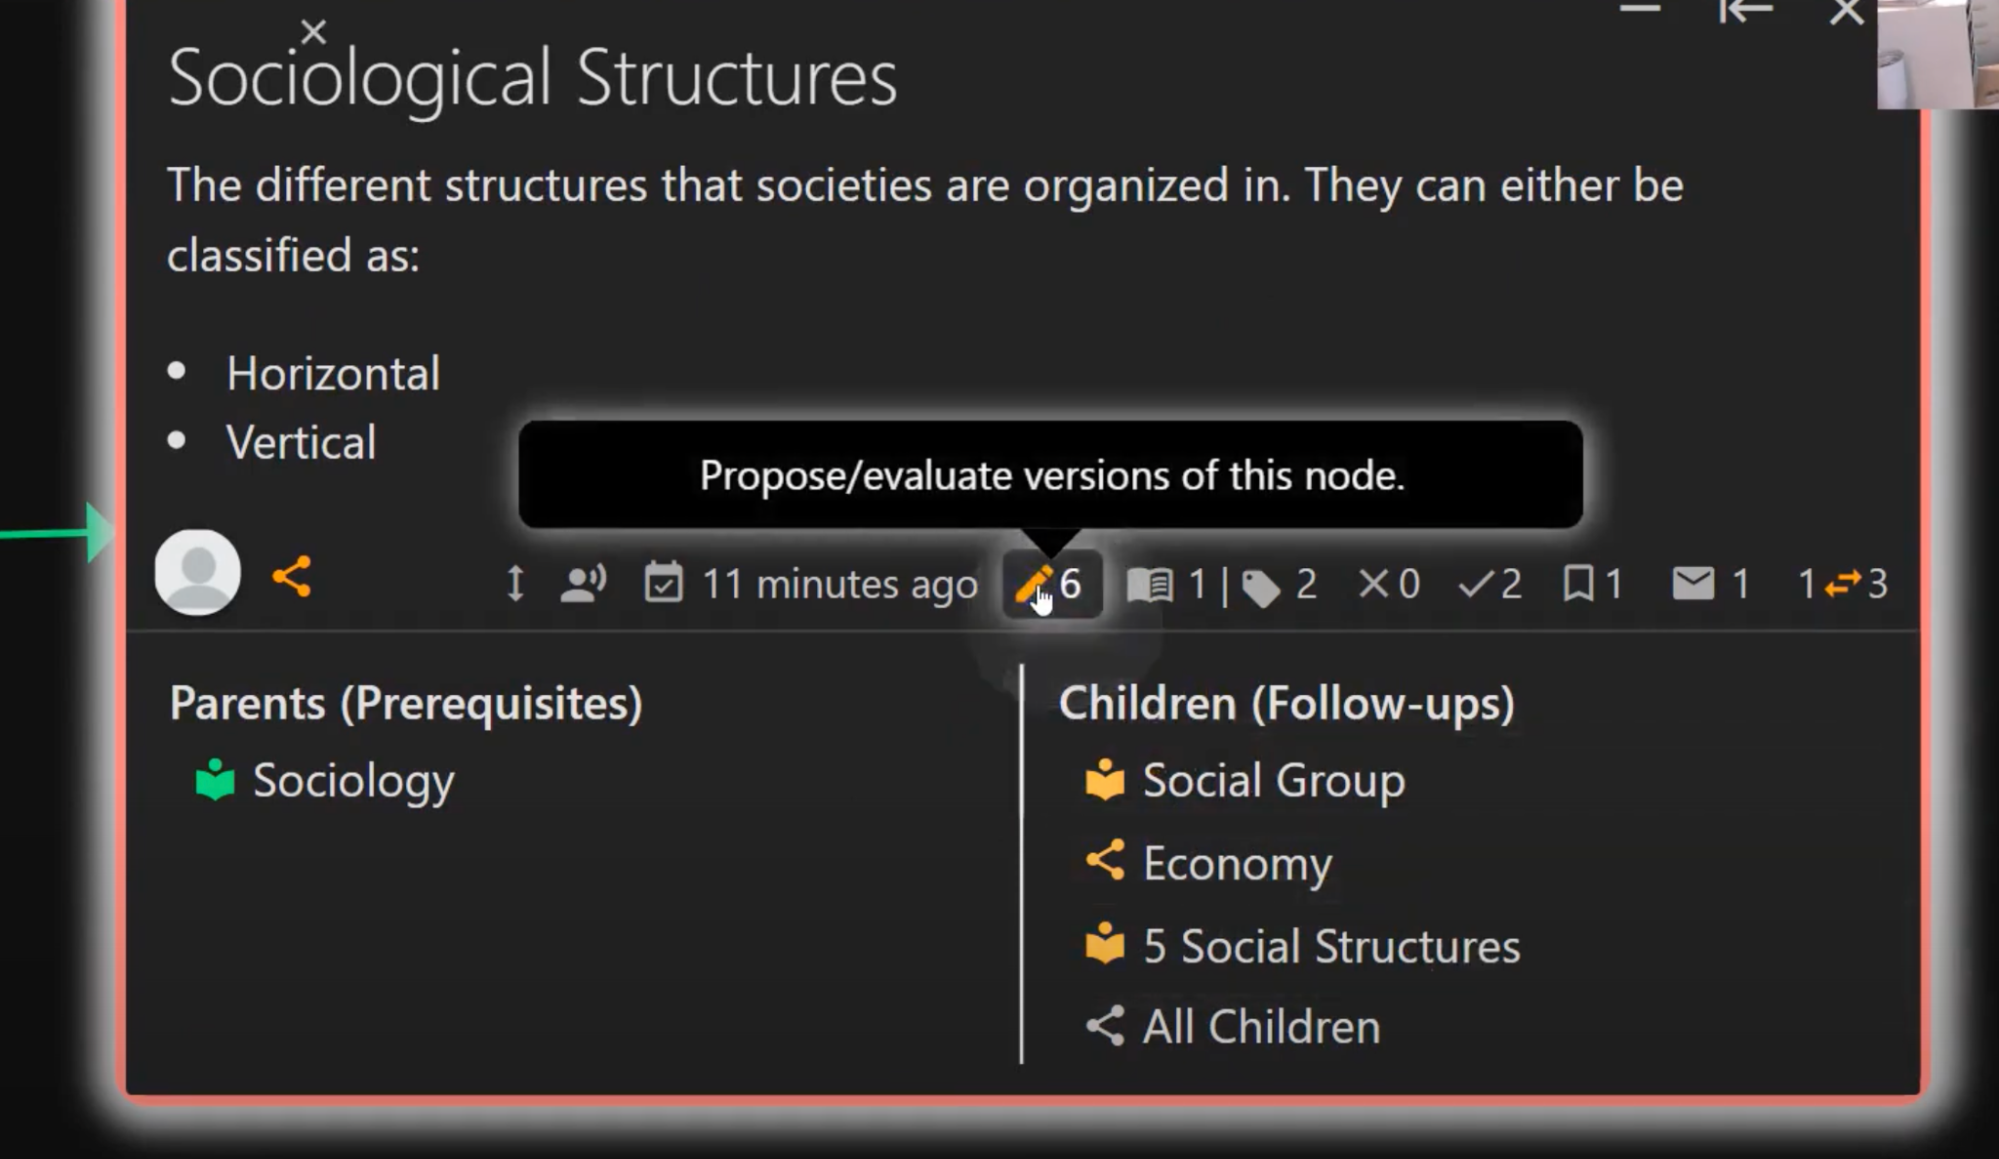 Sociological Structures
The different structures that societies are organized in. They can either be
classified as:
• Horizontal
• Vertical
Propose/evaluate versions of this node.
11 minutes ago 6 1 | 2 0 2 1 1 1 3
Parents (Prerequisites)
Sociology
Children (Follow-ups)
Social Group
Economy
5 Social Structures
All Children